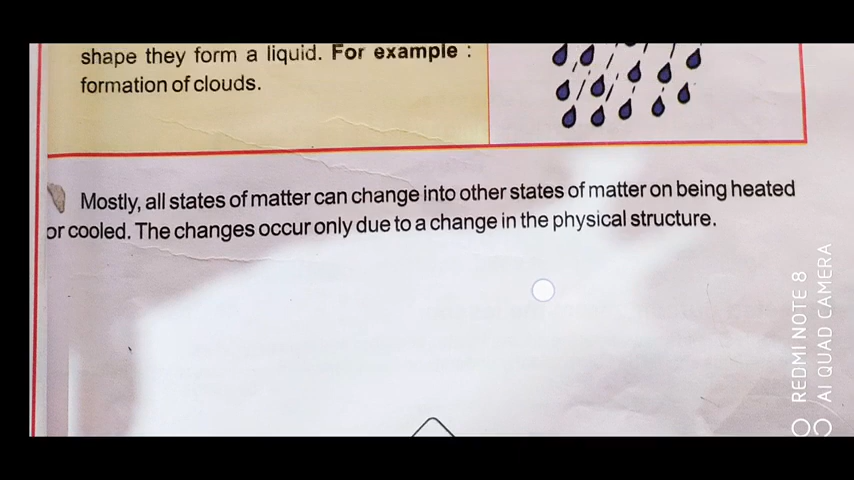 shape they form a liquid. For example :
formation of clouds.
Mostly, all states of matter can change into other states of matter on being heated
or cooled. The changes occur only due to a change in the physical structure.
REDMI NOTE 8
AI QUAD CAMERA